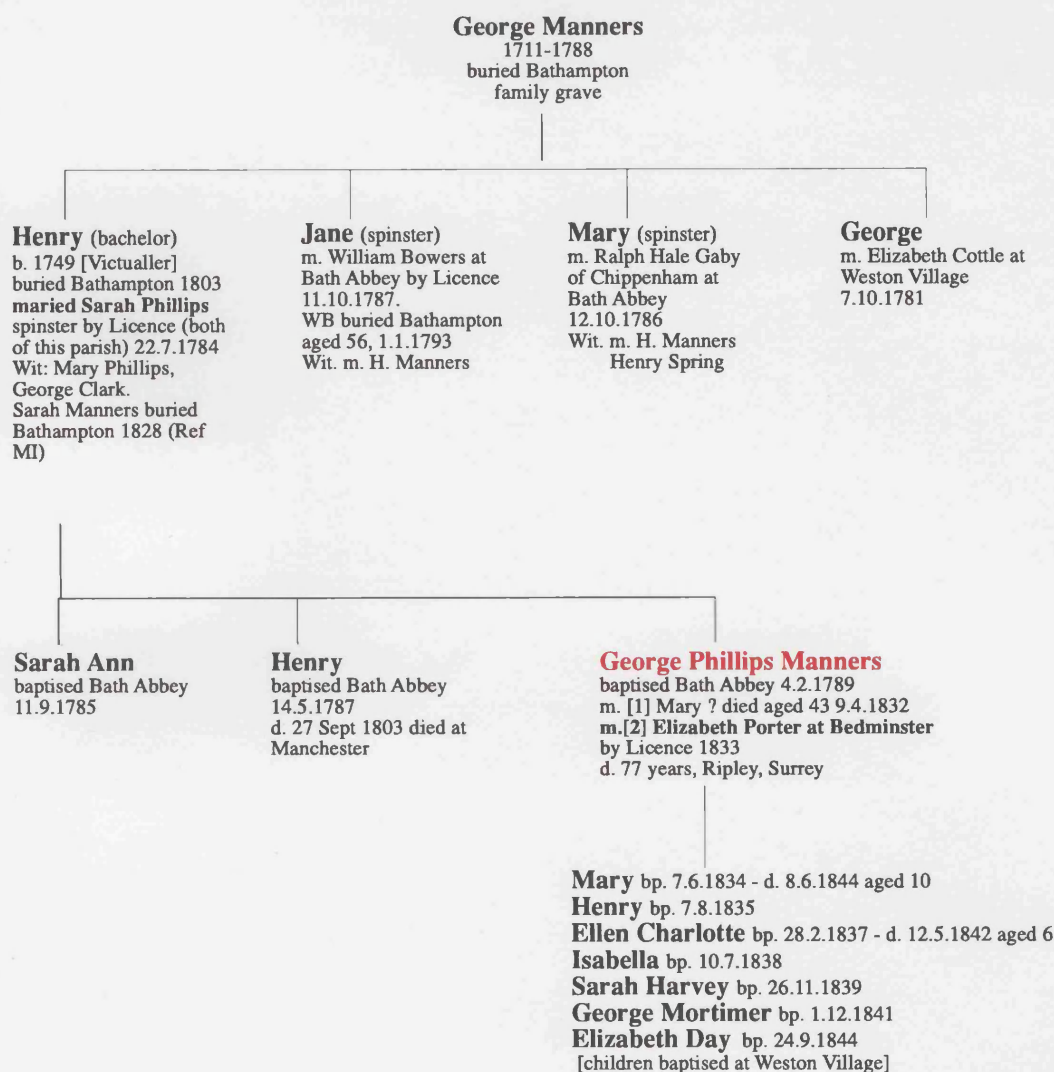 George Manners
1711-1788
buried Bathampton
family grave
Henry (bachelor)
b. 1749 [Victualler]
buried Bathampton 1803
maried Sarah Phillips
spinster by Licence (both
of this parish) 22.7.1784
Wit: Mary Phillips,
George Clark.
Sarah Manners buried
Bathampton 1828 (Ref
MI)
Jane (spinster)
m. William Bowers at
Bath Abbey by Licence
11.10.1787.
WB buried Bathampton
aged 56, 1.1.1793
Wit. m. H. Manners
Mary (spinster)
m. Ralph Hale Gaby
of Chippenham at
Bath Abbey
12.10.1786
Wit. m. H. Manners
Henry Spring
George
m. Elizabeth Cottle at
Weston Village
7.10.1781
Sarah Ann
baptised Bath Abbey
11.9.1785
Henry
baptised Bath Abbey
14.5.1787
d. 27 Sept 1803 died at
Manchester
George Phillips Manners
baptised Bath Abbey 4.2.1789
m. [1] Mary ? died aged 43 9.4.1832
m.[2] Elizabeth Porter at Bedminster
by Licence 1833
d. 77 years, Ripley, Surrey
Mary bp. 7.6.1834 - d. 8.6.1844 aged 10
Henry bp. 7.8.1835
Ellen Charlotte bp. 28.2.1837 - d. 12.5.1842 aged 6
Isabella bp. 10.7.1838
Sarah Harvey bp. 26.11.1839
George Mortimer bp. 1.12.1841
Elizabeth Day bp. 24.9.1844
[children baptised at Weston Village]